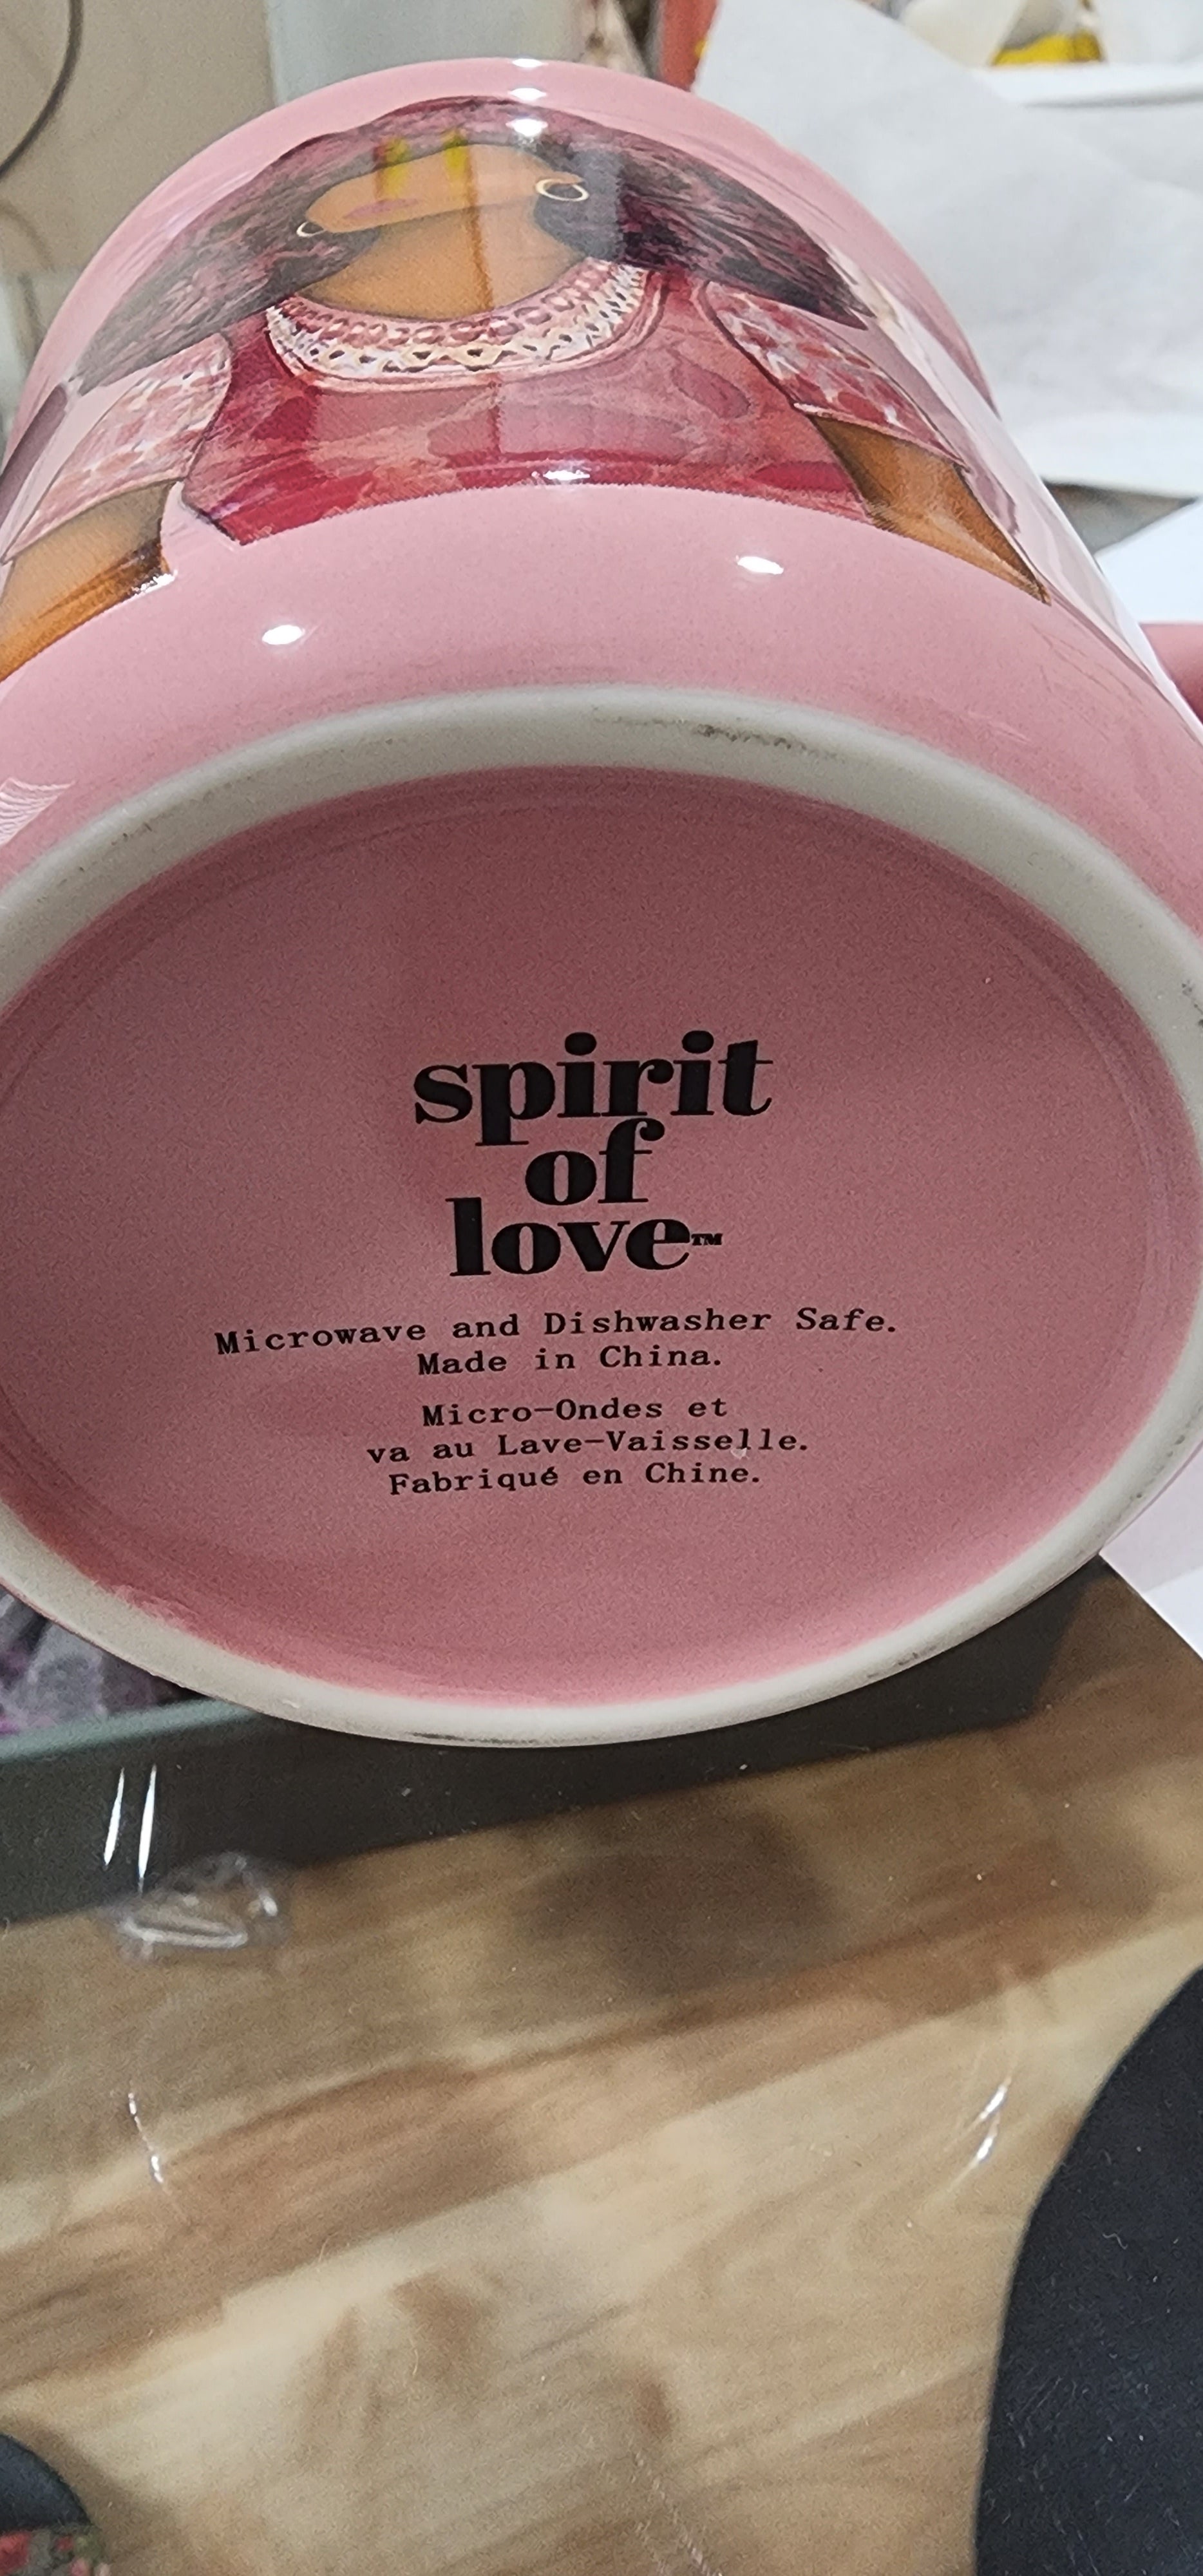 spirit
of
love™
Microwave and Dishwasher Safe.
Made in China.
Micro-Ondes et
va au Lave-Vaisselle.
Fabriqué en Chine.